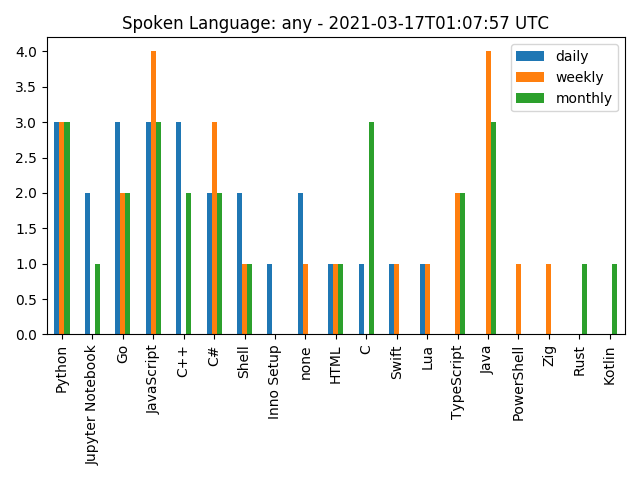 Spoken Language: any - 2021-03-17T01:07:57 UTC
daily
weekly
monthly
4.0
3.5
3.0
2.5
2.0
1.5
1.0
0.5
0.0
Python
Jupyter Notebook
Go
JavaScript
C++
C#
Shell
Inno Setup
none
HTML
C
Swift
Lua
TypeScript
Java
PowerShell
Zig
Rust
Kotlin